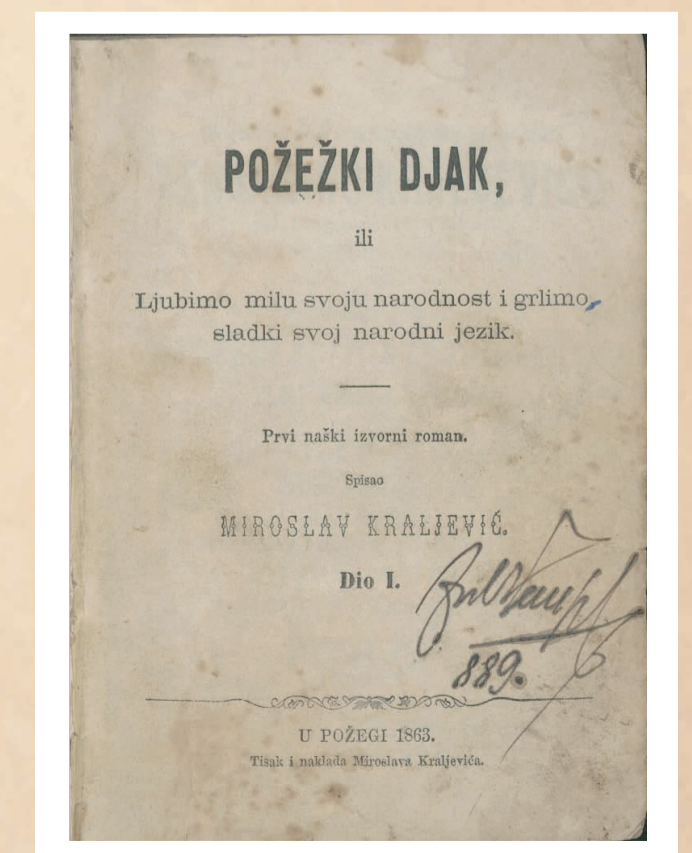 POŽEŽKI DJAK,
ili
Ljubimo milu svoju narodnost i grlimo
sladki svoj narodni jezik.
Prvi naški izvorni roman.
Spisao
MIROSLAV KRALJEVIĆ.
Dio I.
889.
U POŽEGI 1863.
Tisak i naklada Miroslava Kraljevića.